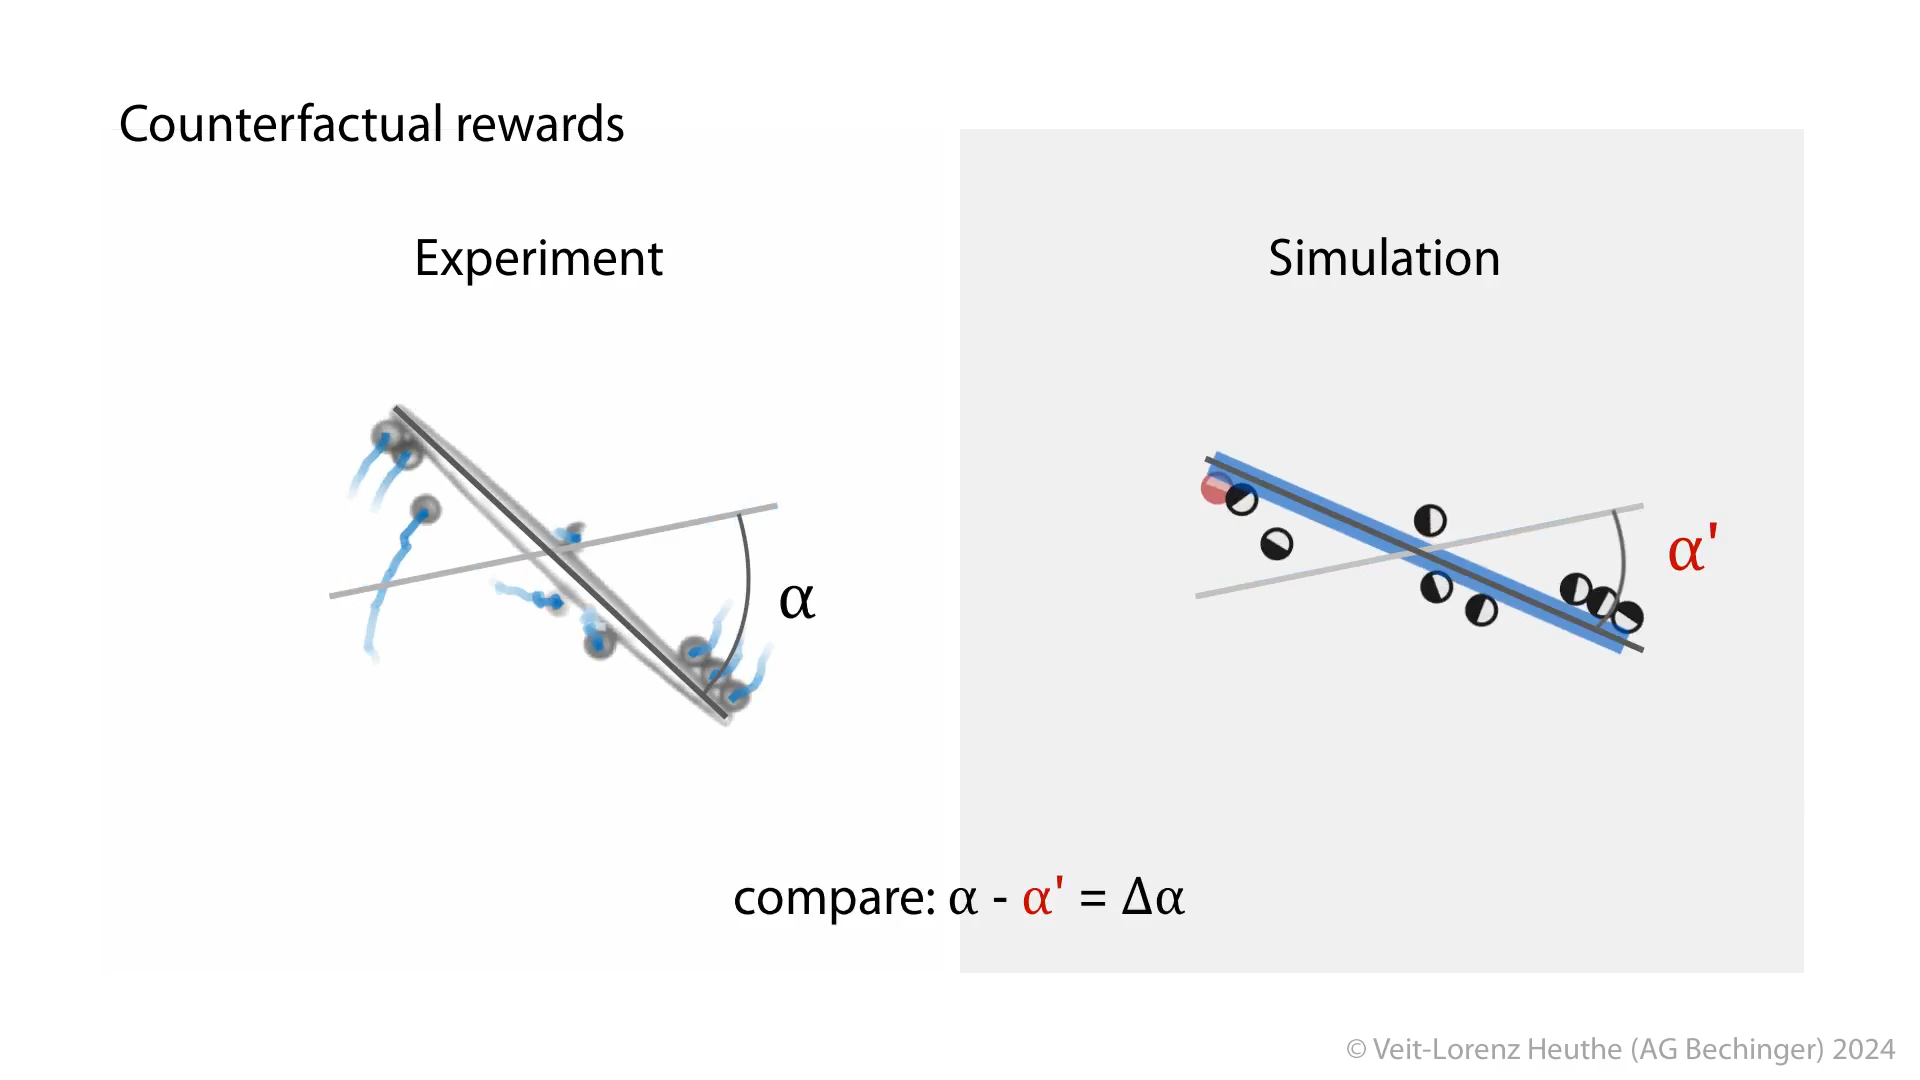 Counterfactual rewards
Experiment
Simulation
α
α'
compare: α - α' = Δα
© Veit-Lorenz Heuthe (AG Bechinger) 2024